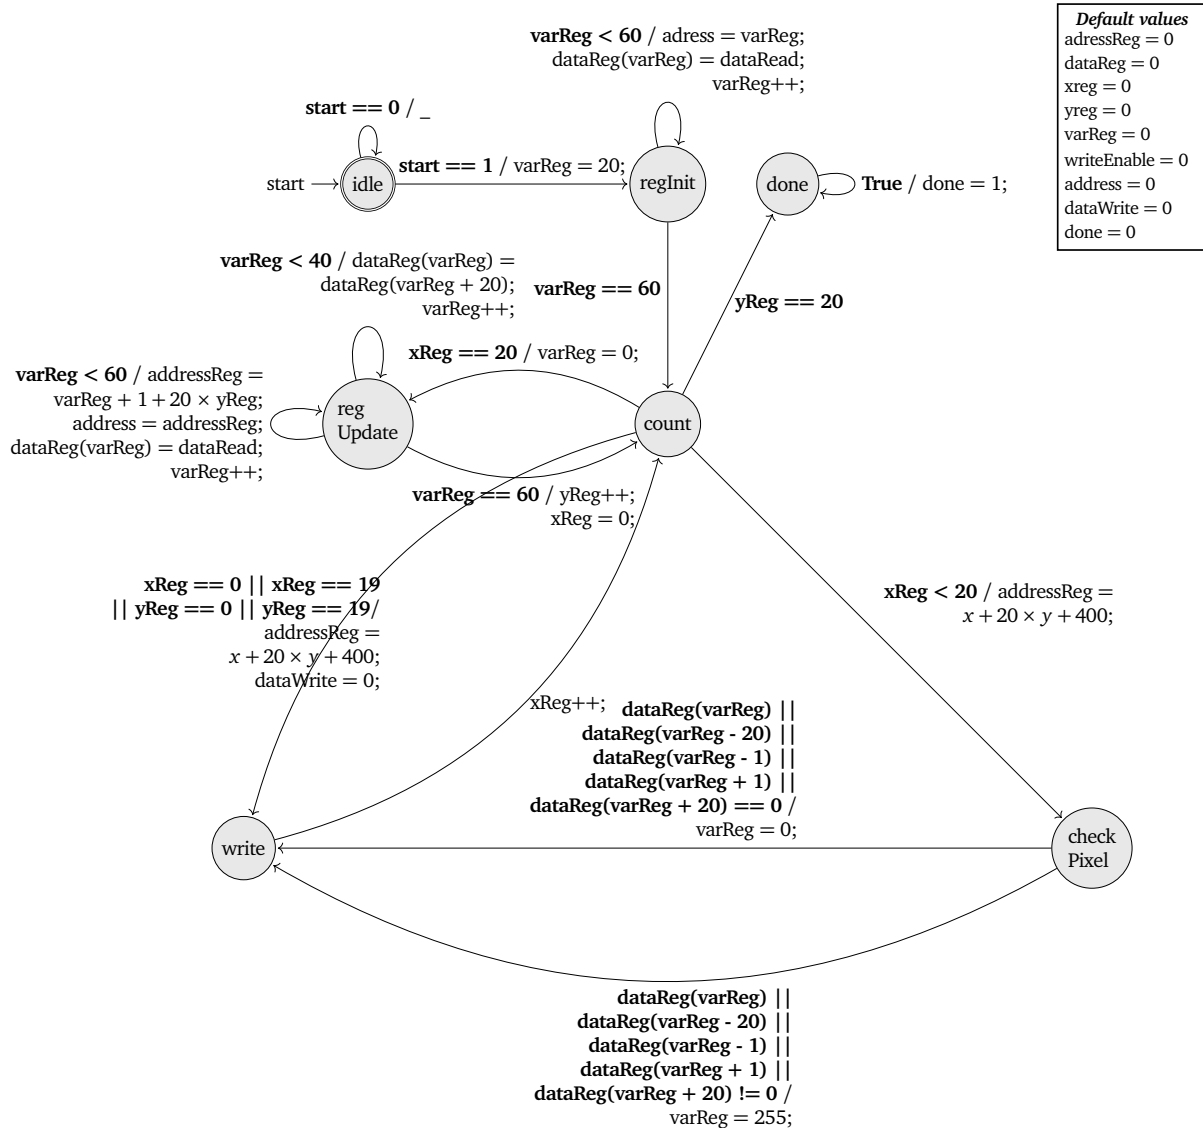 varReg < 60 / adress = varReg;
dataReg(varReg) = dataRead;
varReg++;
Default values
adressReg = 0
dataReg = 0
xreg = 0
yreg = 0
varReg = 0
writeEnable = 0
address = 0
dataWrite = 0
done = 0
start == 0 / _
start
idle
start == 1 / varReg = 20;
regInit
done
True / done = 1;
varReg < 40 / dataReg(varReg) =
dataReg(varReg + 20);
varReg++;
varReg == 60
yReg == 20
xReg == 20 / varReg = 0;
varReg < 60 / addressReg =
varReg + 1 + 20 × yReg;
address = addressReg;
dataReg(varReg) = dataRead;
varReg++;
reg
Update
count
varReg == 60 / yReg++;
xReg = 0;
xReg == 0 || xReg == 19
|| yReg == 0 || yReg == 19/
addressReg =
x + 20 × y + 400;
dataWrite = 0;
xReg < 20 / addressReg =
x + 20 × y + 400;
xReg++;
dataReg(varReg) ||
dataReg(varReg - 20) ||
dataReg(varReg - 1) ||
dataReg(varReg + 1) ||
dataReg(varReg + 20) == 0 /
varReg = 0;
write
check
Pixel
dataReg(varReg) ||
dataReg(varReg - 20) ||
dataReg(varReg - 1) ||
dataReg(varReg + 1) ||
dataReg(varReg + 20) != 0 /
varReg = 255;